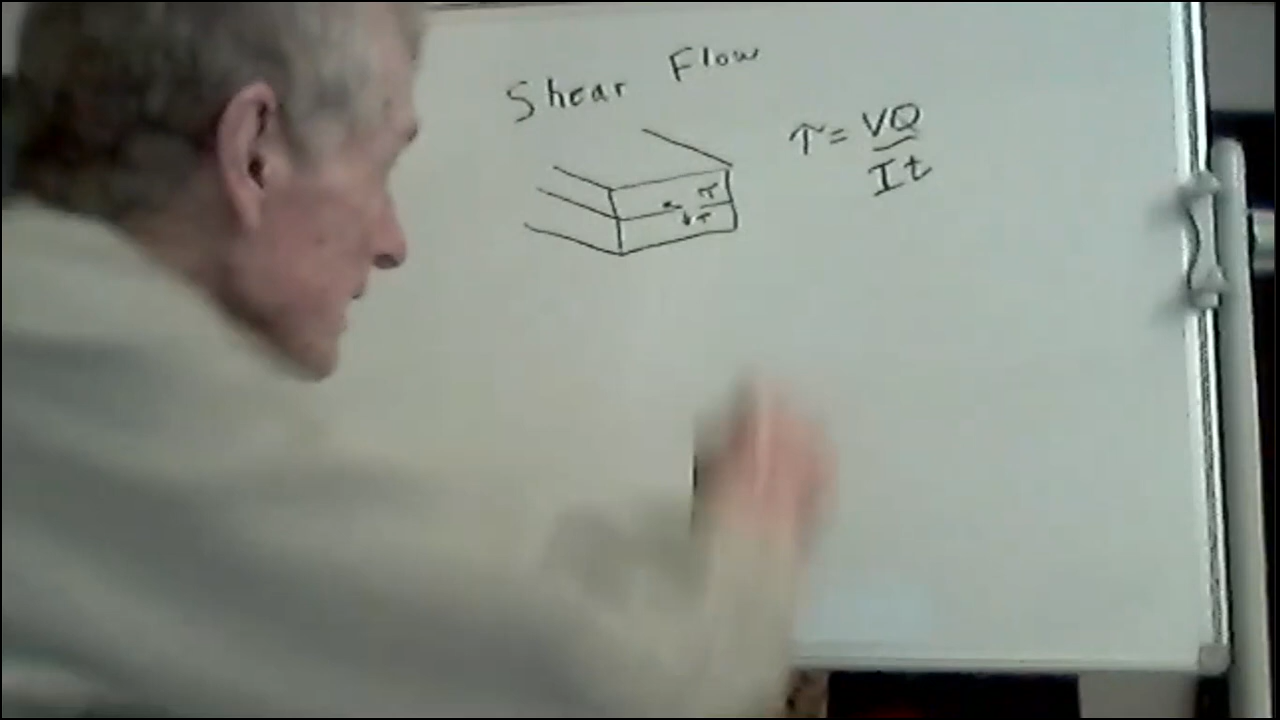 Shear Flow
τ = VQ
It
τ
τ